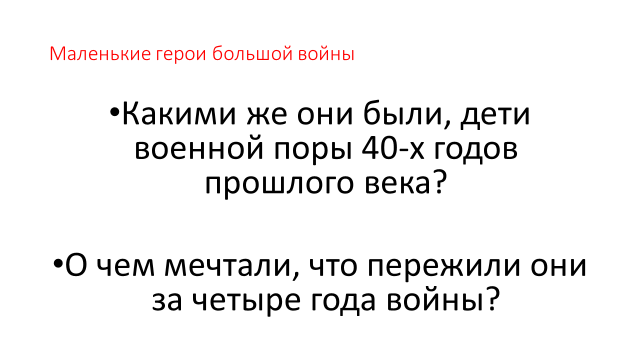 Маленькие герои большой войны
•Какими же они были, дети
военной поры 40-х годов
прошлого века?
•О чем мечтали, что пережили они
за четыре года войны?